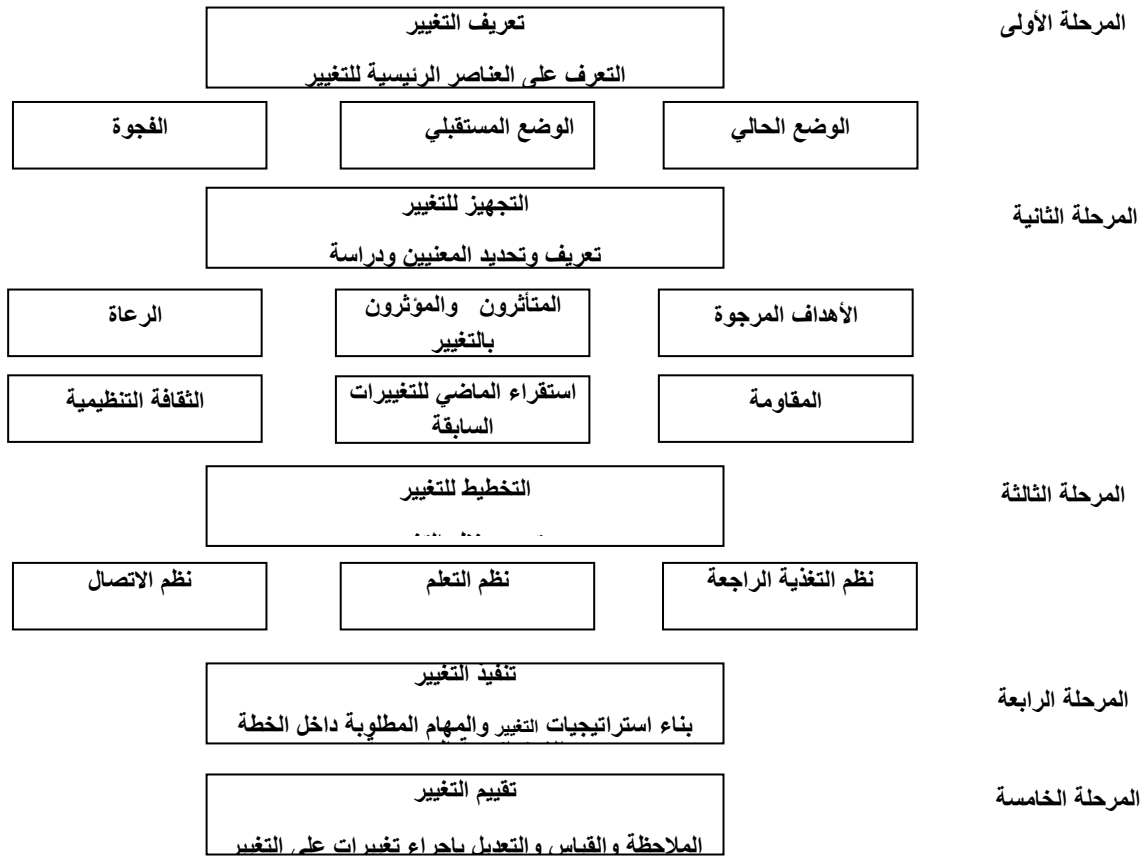 المرحلة الأولى
تعريف التغيير
التعرف على العناصر الرئيسية للتغيير
الوضع الحالي
الوضع المستقبلي
الفجوة
المرحلة الثانية
التجهيز للتغيير
تعريف وتحديد المعنيين ودراسة
الأهداف المرجوة
المتأثرون والمؤثرون
بالتغيير
الرعاة
المقاومة
استقراء الماضي للتغييرات
السابقة
الثقافة التنظيمية
المرحلة الثالثة
التخطيط للتغيير
نظم التغذية الراجعة
نظم التعلم
نظم الاتصال
المرحلة الرابعة
تنفيذ التغيير
بناء استراتيجيات التغيير والمهام المطلوبة داخل الخطة
المرحلة الخامسة
تقييم التغيير
الملاحظة والقياس والتعديل بإجراء تغييرات على التغيير